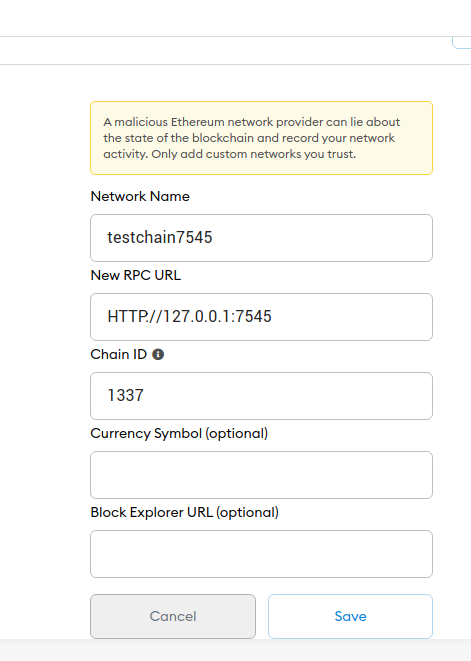 A malicious Ethereum network provider can lie about
the state of the blockchain and record your network
activity. Only add custom networks you trust.
Network Name
testchain7545
New RPC URL
HTTP://127.0.0.1:7545
Chain ID
1337
Currency Symbol (optional)
Block Explorer URL (optional)
Cancel
Save